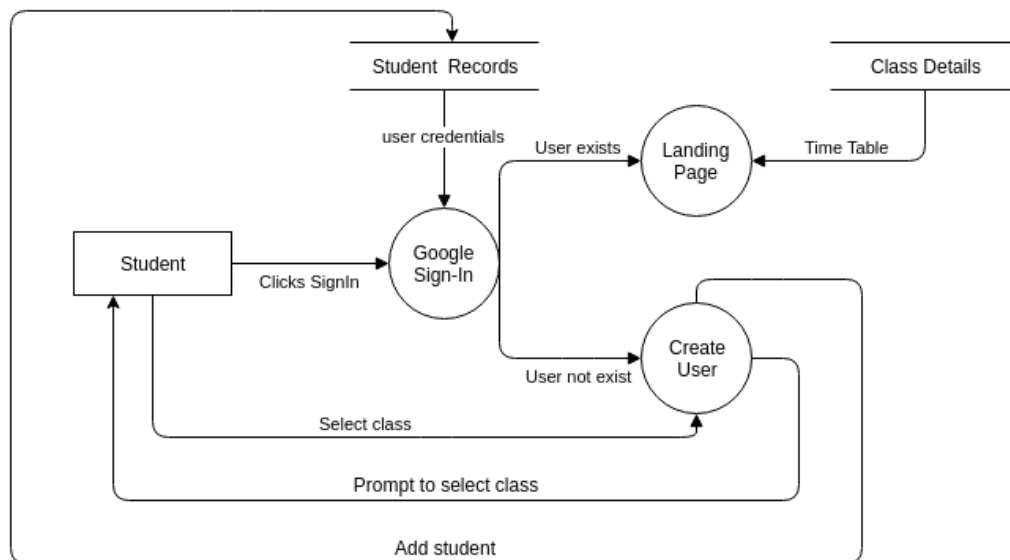 Student Records
Class Details
user credentials
User exists
Landing
Page
Time Table
Student
Clicks SignIn
Google
Sign-In
Create
User
User not exist
Select class
Prompt to select class
Add student